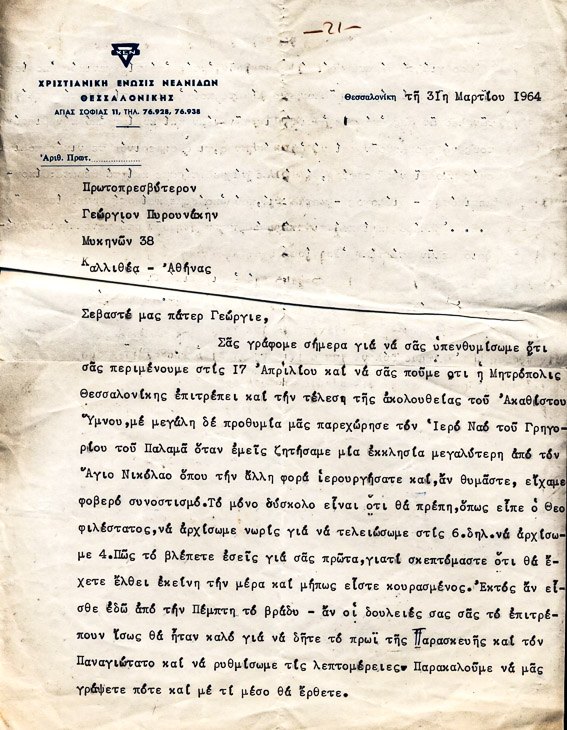 -21-
ΧΕΝ
ΧΡΙΣΤΙΑΝΙΚΗ ΕΝΩΣΙΣ ΝΕΑΝΙΔΩΝ
ΘΕΣΣΑΛΟΝΙΚΗΣ
ΑΓΙΑΣ ΣΟΦΙΑΣ 11, ΤΗΛ. 76.928, 76.938
Θεσσαλονίκη τῇ 31η Μαρτίου 1964
Ἀριθ. Πρωτ.............
Πρωτοπρεσβύτερον
Γεώργιον Πυρουνάκην
Μυκηνῶν 38
Καλλιθέα - Ἀθήνας
Σεβαστέ μας πάτερ Γεώργιε,
Σᾶς γράφομε σήμερα γιά νά σᾶς ὑπενθυμίσωμε ὅτι
σᾶς περιμένουμε στίς 17 Ἀπριλίου καί νά σᾶς ποῦμε οτι ἡ Μητρόπολις
Θεσσαλονίκης ἐπιτρέπει καί τήν τέλεση τῆς ἀκολουθείας τοῦ Ἀκαθίστου
Ὕμνου,μέ μεγάλη δέ προθυμία μᾶς παρεχώρησε τόν Ἱερό Ναό τοῦ Γρηγο-
ρίου τοῦ Παλαμᾶ ὅταν ἐμεῖς ζητήσαμε μία ἐκκλησία μεγαλύτερη ἀπό τόν
Ἅγιο Νικόλαο ὅπου τήν ἄλλη φορά ἱερουργήσατε καί,ἄν θυμᾶστε, εἴχαμε
φοβερό συνοστισμό.Τό μόνο δύσκολο εἶναι ὅτι θά πρέπη,ὅπως εἶπε ὁ Θεο
φιλέστατος,νά ἀρχίσωμε νωρίς γιά νά τελειώσωμε στίς 6.δηλ.νά ἀρχίσω-
με 4.Πῶς τό βλέπετε ἐσεῖς γιά σᾶς πρῶτα,γιατί σκεπτόμαστε ὅτι θά ἔ-
χετε ἔλθει ἐκείνη τήν μέρα καί μήπως εἶστε κουρασμένος.Ἐκτός ἄν εἶ-
σθε ἐδῶ ἀπό τήν Πέμπτη τό βράδυ - ἄν οἱ δουλειές σας σᾶς τό ἐπιτρέ-
πουν ἴσως θά ἦταν καλό γιά νά δῆτε τό πρωϊ τῆς Παρασκευῆς καί τόν
Παναγιώτατο καί νά ρυθμίσωμε τίς λεπτομέρειες. Παρακαλοῦμε νά μᾶς
γράψετε πότε καί μέ τί μέσο θά ἔρθετε.